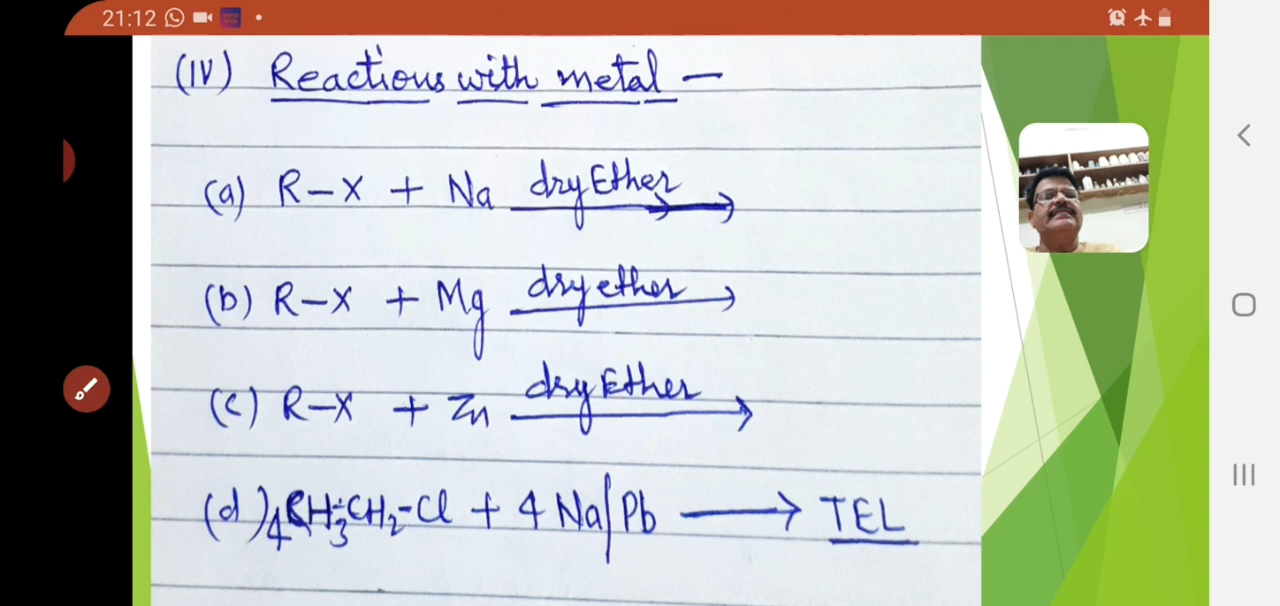 21:12
(IV) Reactions with metal —
(a) R-X + Na dry Ether →
(b) R-X + Mg dry ether →
(c) R-X + Zn dry Ether →
(d) 4CH3-CH2-Cl + 4 Na/Pb → TEL